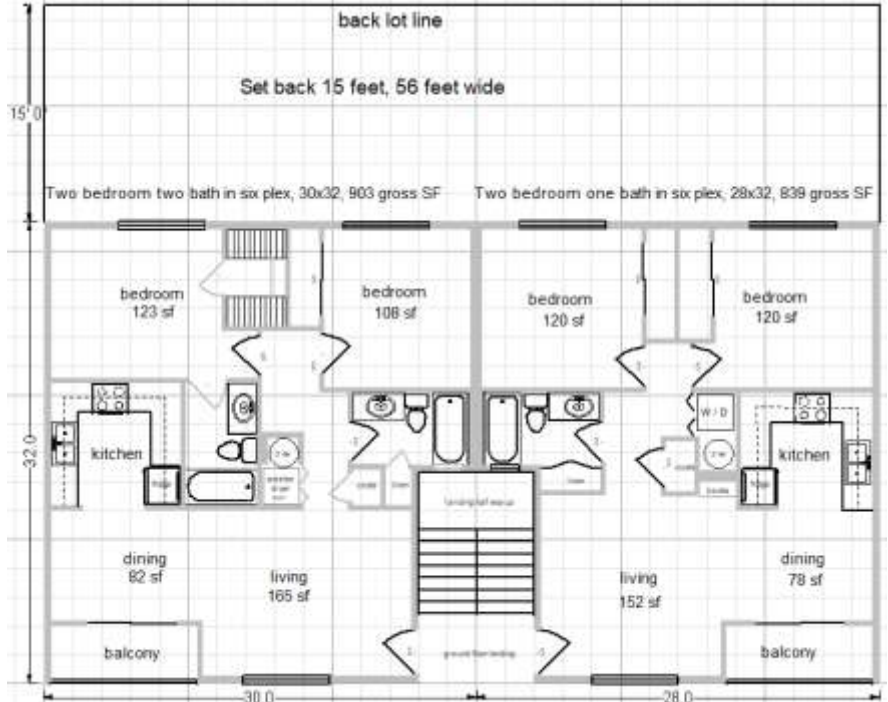 back lot line
Set back 15 feet, 56 feet wide
15' 0"
Two bedroom two bath in six plex, 30x32, 903 gross SF
Two bedroom one bath in six plex, 28x32, 839 gross SF
bedroom
123 sf
bedroom
108 sf
bedroom
120 sf
bedroom
120 sf
32.0
kitchen
W / D
kitchen
dining
82 sf
living
165 sf
living
152 sf
dining
78 sf
balcony
ground floor landing
balcony
30.0
28.0